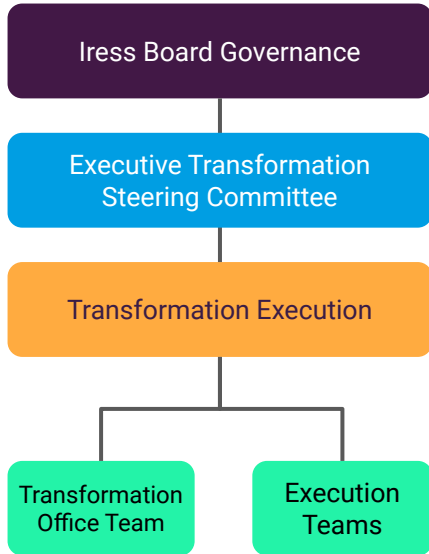 Iress Board Governance
Executive Transformation
Steering Committee
Transformation Execution
Transformation
Office Team
Execution
Teams